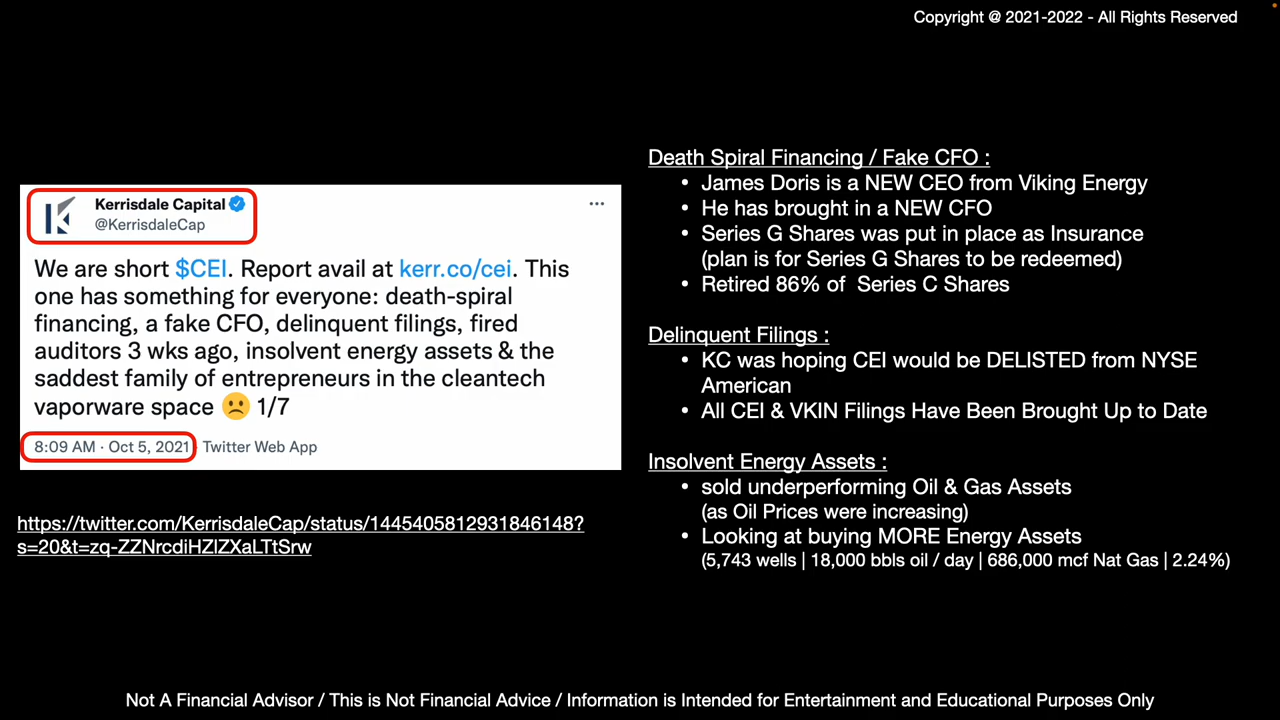 Copyright @ 2021-2022 - All Rights Reserved
Kerrisdale Capital
@KerrisdaleCap
We are short $CEI. Report avail at kerr.co/cei. This
one has something for everyone: death-spiral
financing, a fake CFO, delinquent filings, fired
auditors 3 wks ago, insolvent energy assets & the
saddest family of entrepreneurs in the cleantech
vaporware space 🙁 1/7
8:09 AM · Oct 5, 2021 Twitter Web App
https://twitter.com/KerrisdaleCap/status/1445405812931846148?
s=20&t=zq-ZZNrcdiHZlZXaLTtSrw
Death Spiral Financing / Fake CFO :
• James Doris is a NEW CEO from Viking Energy
• He has brought in a NEW CFO
• Series G Shares was put in place as Insurance
(plan is for Series G Shares to be redeemed)
• Retired 86% of Series C Shares
Delinquent Filings :
• KC was hoping CEI would be DELISTED from NYSE
American
• All CEI & VKIN Filings Have Been Brought Up to Date
Insolvent Energy Assets :
• sold underperforming Oil & Gas Assets
(as Oil Prices were increasing)
• Looking at buying MORE Energy Assets
(5,743 wells | 18,000 bbls oil / day | 686,000 mcf Nat Gas | 2.24%)
Not A Financial Advisor / This is Not Financial Advice / Information is Intended for Entertainment and Educational Purposes Only